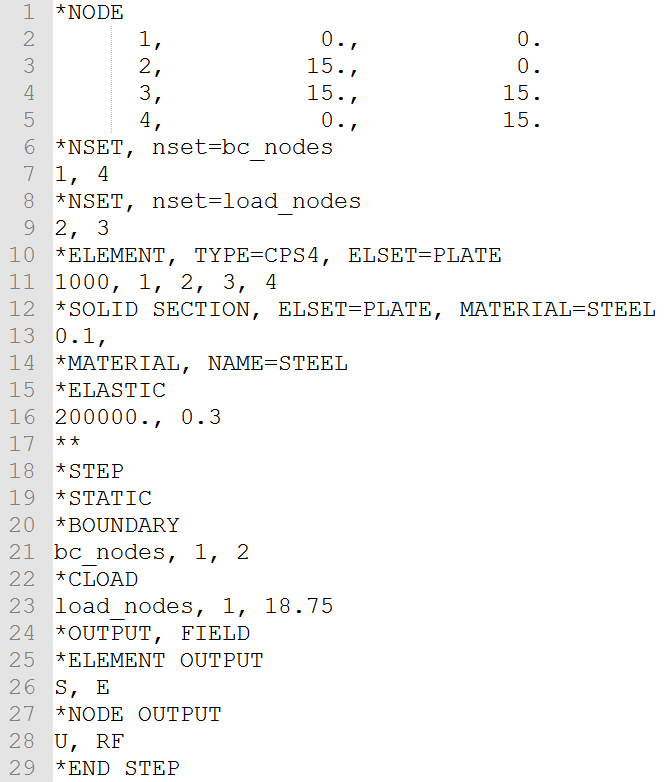 1 *NODE
2 1, 0., 0.
3 2, 15., 0.
4 3, 15., 15.
5 4, 0., 15.
6 *NSET, nset=bc_nodes
7 1, 4
8 *NSET, nset=load_nodes
9 2, 3
10 *ELEMENT, TYPE=CPS4, ELSET=PLATE
11 1000, 1, 2, 3, 4
12 *SOLID SECTION, ELSET=PLATE, MATERIAL=STEEL
13 0.1,
14 *MATERIAL, NAME=STEEL
15 *ELASTIC
16 200000., 0.3
17 **
18 *STEP
19 *STATIC
20 *BOUNDARY
21 bc_nodes, 1, 2
22 *CLOAD
23 load_nodes, 1, 18.75
24 *OUTPUT, FIELD
25 *ELEMENT OUTPUT
26 S, E
27 *NODE OUTPUT
28 U, RF
29 *END STEP